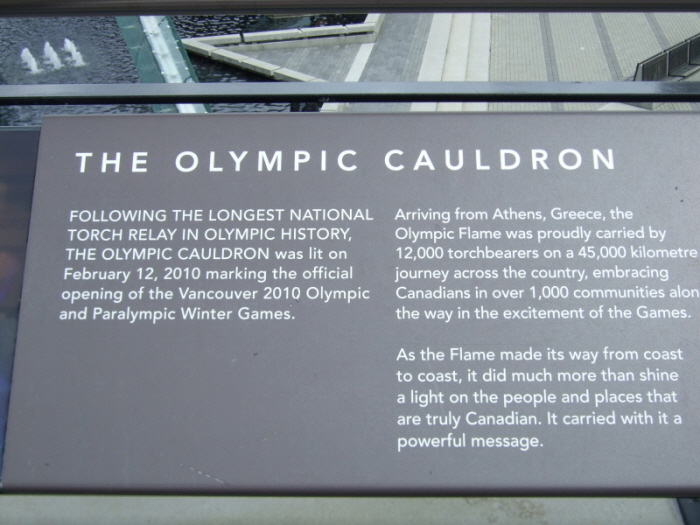 THE OLYMPIC CAULDRON
FOLLOWING THE LONGEST NATIONAL
TORCH RELAY IN OLYMPIC HISTORY,
THE OLYMPIC CAULDRON was lit on
February 12, 2010 marking the official
opening of the Vancouver 2010 Olympic
and Paralympic Winter Games.
Arriving from Athens, Greece, the
Olympic Flame was proudly carried by
12,000 torchbearers on a 45,000 kilometre
journey across the country, embracing
Canadians in over 1,000 communities alon
the way in the excitement of the Games.
As the Flame made its way from coast
to coast, it did much more than shine
a light on the people and places that
are truly Canadian. It carried with it a
powerful message.